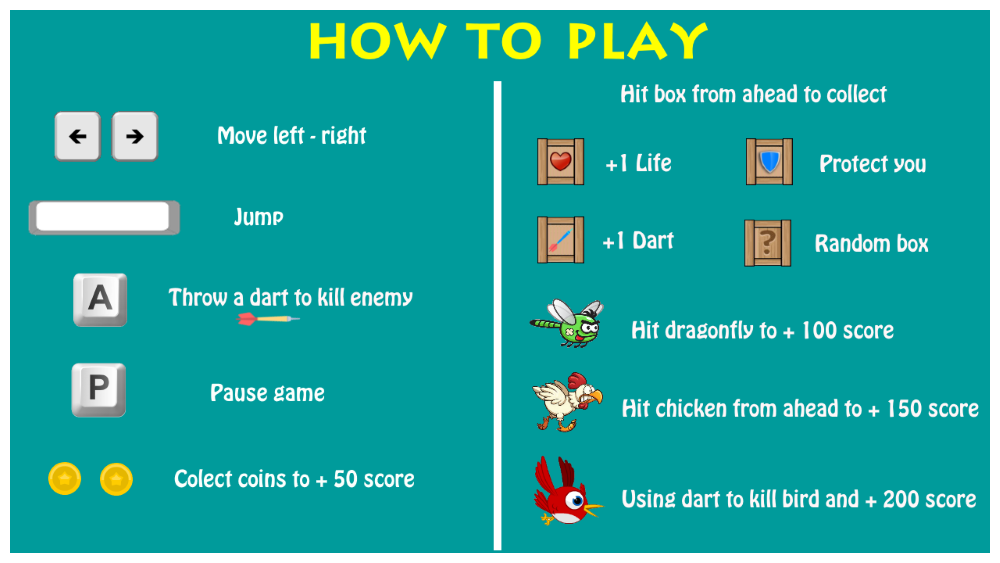 HOW TO PLAY
Move left - right
Jump
A
Throw a dart to kill enemy
P
Pause game
Colect coins to + 50 score
Hit box from ahead to collect
+1 Life
Protect you
+1 Dart
?
Random box
Hit dragonfly to + 100 score
Hit chicken from ahead to + 150 score
Using dart to kill bird and + 200 score